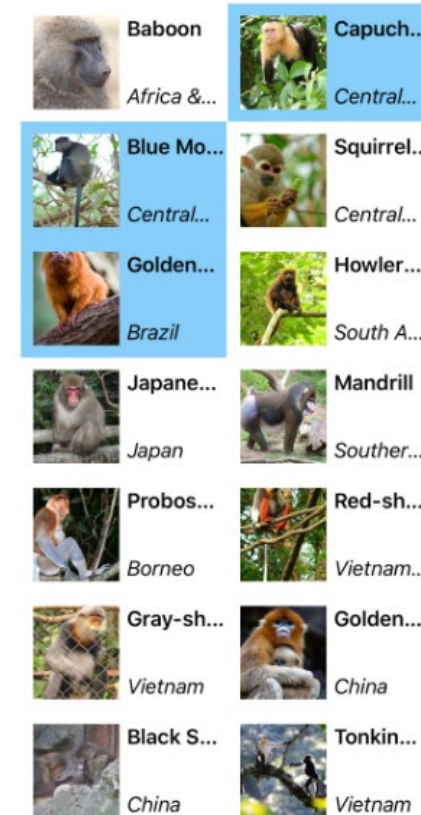 Baboon
Africa &...
Capuch...
Central...
Blue Mo...
Central...
Squirrel...
Central...
Golden...
Brazil
Howler...
South A...
Japane...
Japan
Mandrill
Souther...
Probos...
Borneo
Red-sh...
Vietnam...
Gray-sh...
Vietnam
Golden...
China
Black S...
China
Tonkin...
Vietnam